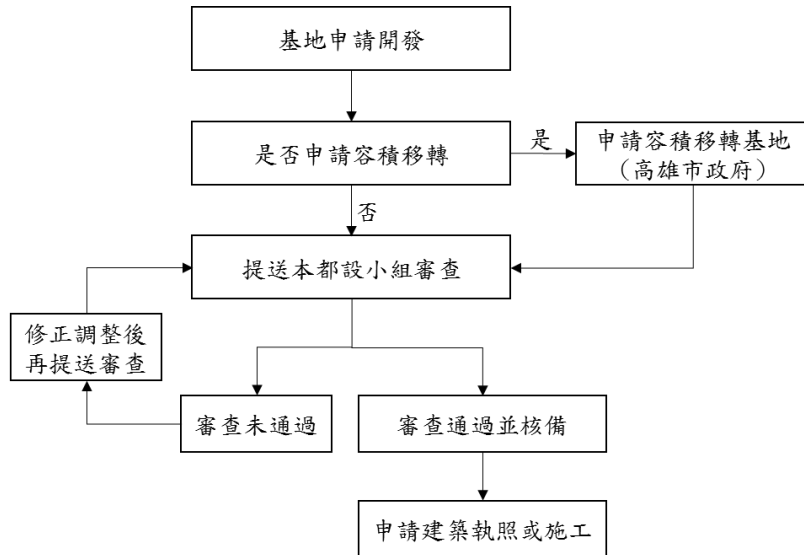 基地申請開發
是否申請容積移轉
是
申請容積移轉基地
（高雄市政府）
否
提送本都設小組審查
修正調整後
再提送審查
審查未通過
審查通過並核備
申請建築執照或施工